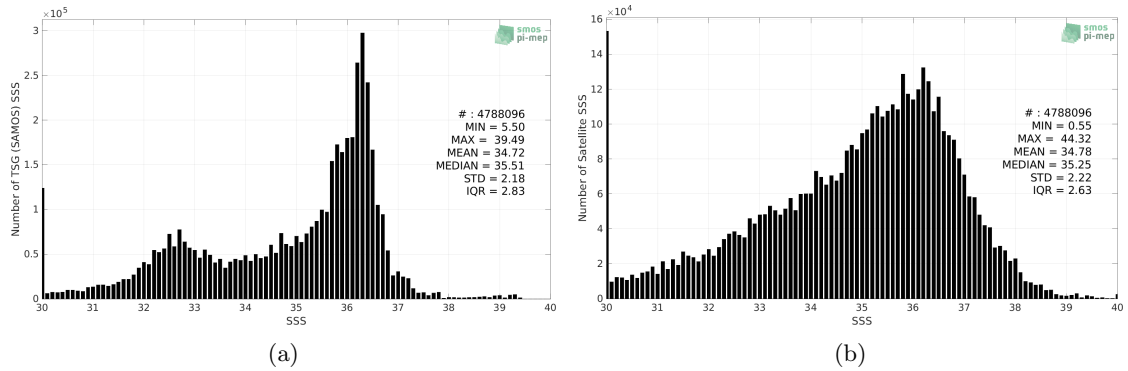 ×10⁵
smos
pi-mep
Number of TSG (SAMOS) SSS
3
2.5
2
1.5
1
0.5
0
# : 4788096
MIN = 5.50
MAX = 39.49
MEAN = 34.72
MEDIAN = 35.51
STD = 2.18
IQR = 2.83
30 31 32 33 34 35 36 37 38 39 40
SSS
(a)
×10⁴
smos
pi-mep
Number of Satellite SSS
16
14
12
10
8
6
4
2
0
# : 4788096
MIN = 0.55
MAX = 44.32
MEAN = 34.78
MEDIAN = 35.25
STD = 2.22
IQR = 2.63
30 31 32 33 34 35 36 37 38 39 40
SSS
(b)